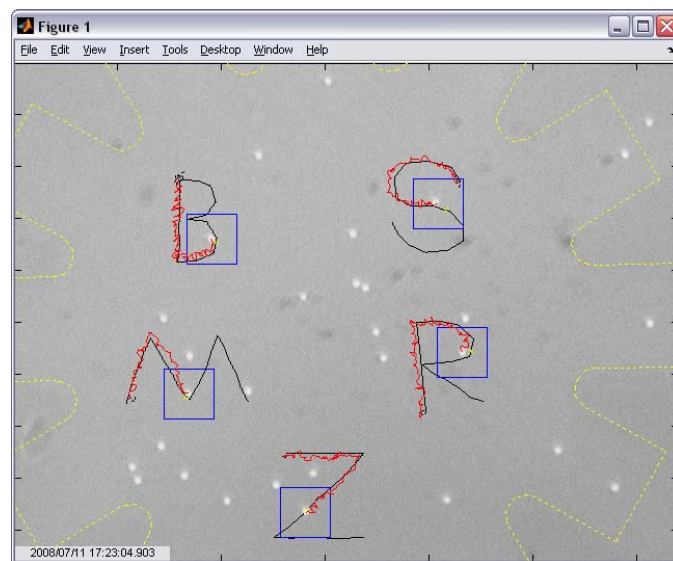 Figure 1
File Edit View Insert Tools Desktop Window Help
B S
M R
Z
2008/07/11 17:23:04.903